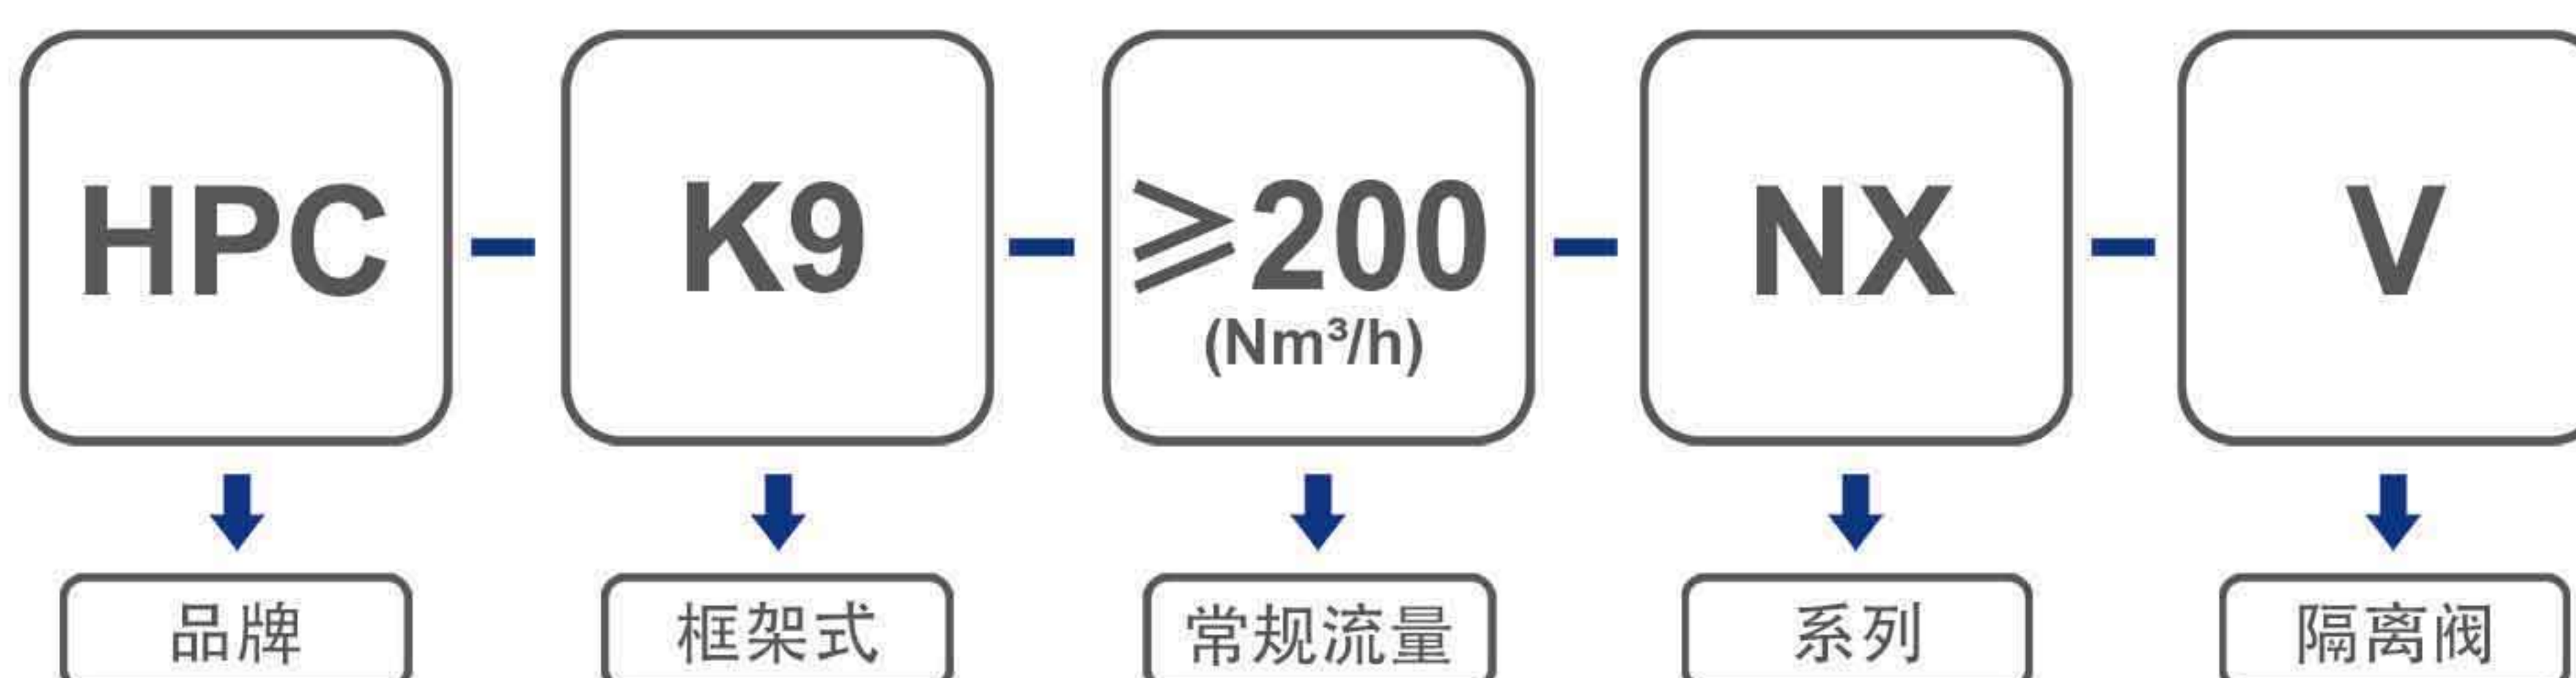 HPC - K9 - ⩾200 - NX - V
(Nm³/h)
品牌 框架式 常规流量 系列 隔离阀